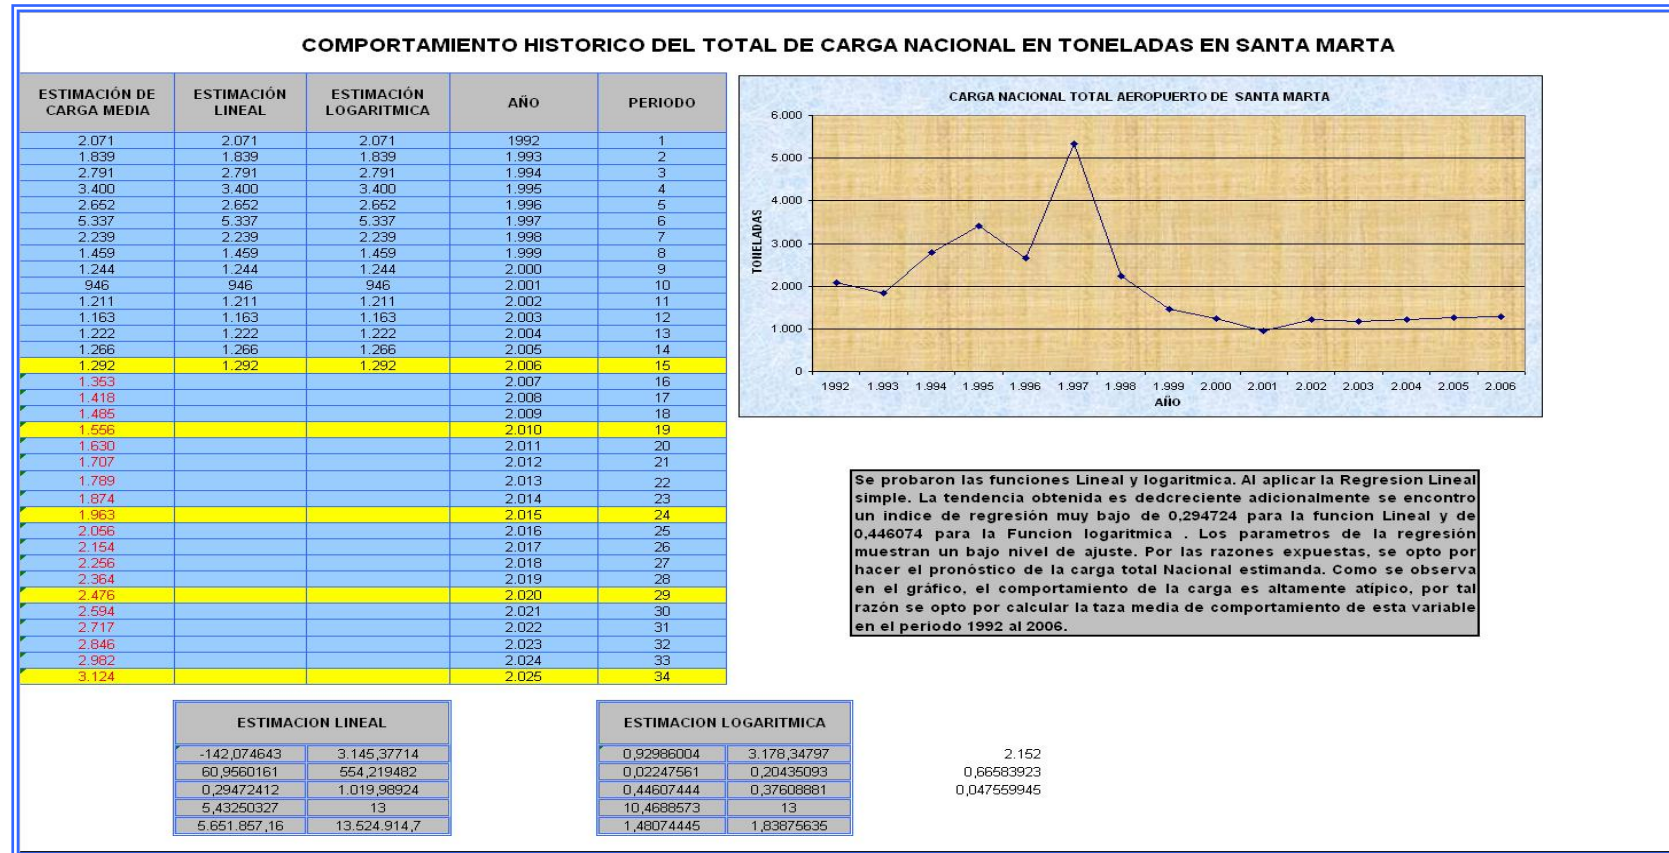 COMPORTAMIENTO HISTORICO DEL TOTAL DE CARGA NACIONAL EN TONELADAS EN SANTA MARTA
ESTIMACIÓN DE CARGA MEDIA ESTIMACIÓN LINEAL ESTIMACIÓN LOGARITMICA AÑO PERIODO
2.071 2.071 2.071 1992 1
1.839 1.839 1.839 1.993 2
2.791 2.791 2.791 1.994 3
3.400 3.400 3.400 1.995 4
2.652 2.652 2.652 1.996 5
5.337 5.337 5.337 1.997 6
2.239 2.239 2.239 1.998 7
1.459 1.459 1.459 1.999 8
1.244 1.244 1.244 2.000 9
946 946 946 2.001 10
1.211 1.211 1.211 2.002 11
1.163 1.163 1.163 2.003 12
1.222 1.222 1.222 2.004 13
1.266 1.266 1.266 2.005 14
1.292 1.292 1.292 2.006 15
1.353 2.007 16
1.418 2.008 17
1.485 2.009 18
1.556 2.010 19
1.630 2.011 20
1.707 2.012 21
1.789 2.013 22
1.874 2.014 23
1.963 2.015 24
2.056 2.016 25
2.154 2.017 26
2.256 2.018 27
2.364 2.019 28
2.476 2.020 29
2.594 2.021 30
2.717 2.022 31
2.846 2.023 32
2.982 2.024 33
3.124 2.025 34
CARGA NACIONAL TOTAL AEROPUERTO DE SANTA MARTA
6.000
5.000
4.000
3.000
2.000
1.000
0
TONELADAS
1992 1.993 1.994 1.995 1.996 1.997 1.998 1.999 2.000 2.001 2.002 2.003 2.004 2.005 2.006
AÑO
Se probaron las funciones Lineal y logaritmica. Al aplicar la Regresion Lineal
simple. La tendencia obtenida es dedcreciente adicionalmente se encontro
un indice de regresión muy bajo de 0,294724 para la funcion Lineal y de
0,446074 para la Funcion logaritmica . Los parametros de la regresión
muestran un bajo nivel de ajuste. Por las razones expuestas, se opto por
hacer el pronóstico de la carga total Nacional estimanda. Como se observa
en el gráfico, el comportamiento de la carga es altamente atípico, por tal
razón se opto por calcular la taza media de comportamiento de esta variable
en el periodo 1992 al 2006.
ESTIMACION LINEAL
-142,074643 3.145,37714
60,9560161 554,219482
0,29472412 1.019,98924
5,43250327 13
5.651.857,16 13.524.914,7
ESTIMACION LOGARITMICA
0,92986004 3.178,34797
0,02247561 0,20435093
0,44607444 0,37608881
10,4688573 13
1,48074445 1,83875635
2.152
0,66583923
0,047559945